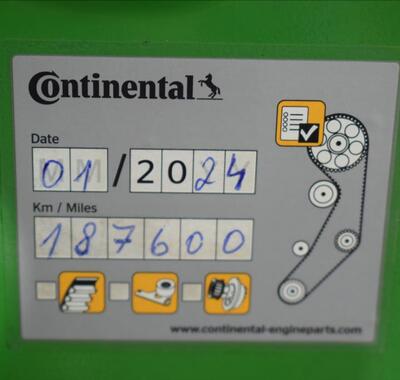 Continental
Date
01/2024
Km / Miles
187600
www.continental-engineparts.com